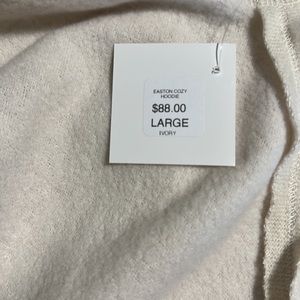 EASTON COZY
HOODIE
$88.00
LARGE
IVORY